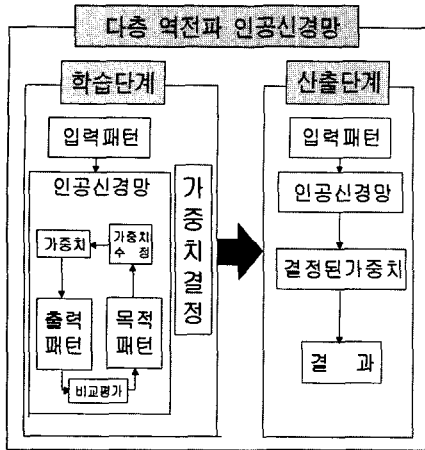 다층 역전파 인공신경망
학습단계
입력패턴
인공신경망
가중치
가중치
수 정
출력
패턴
목적
패턴
비교평가
가
중
치
결
정
산출단계
입력패턴
인공신경망
결정된가중치
결 과